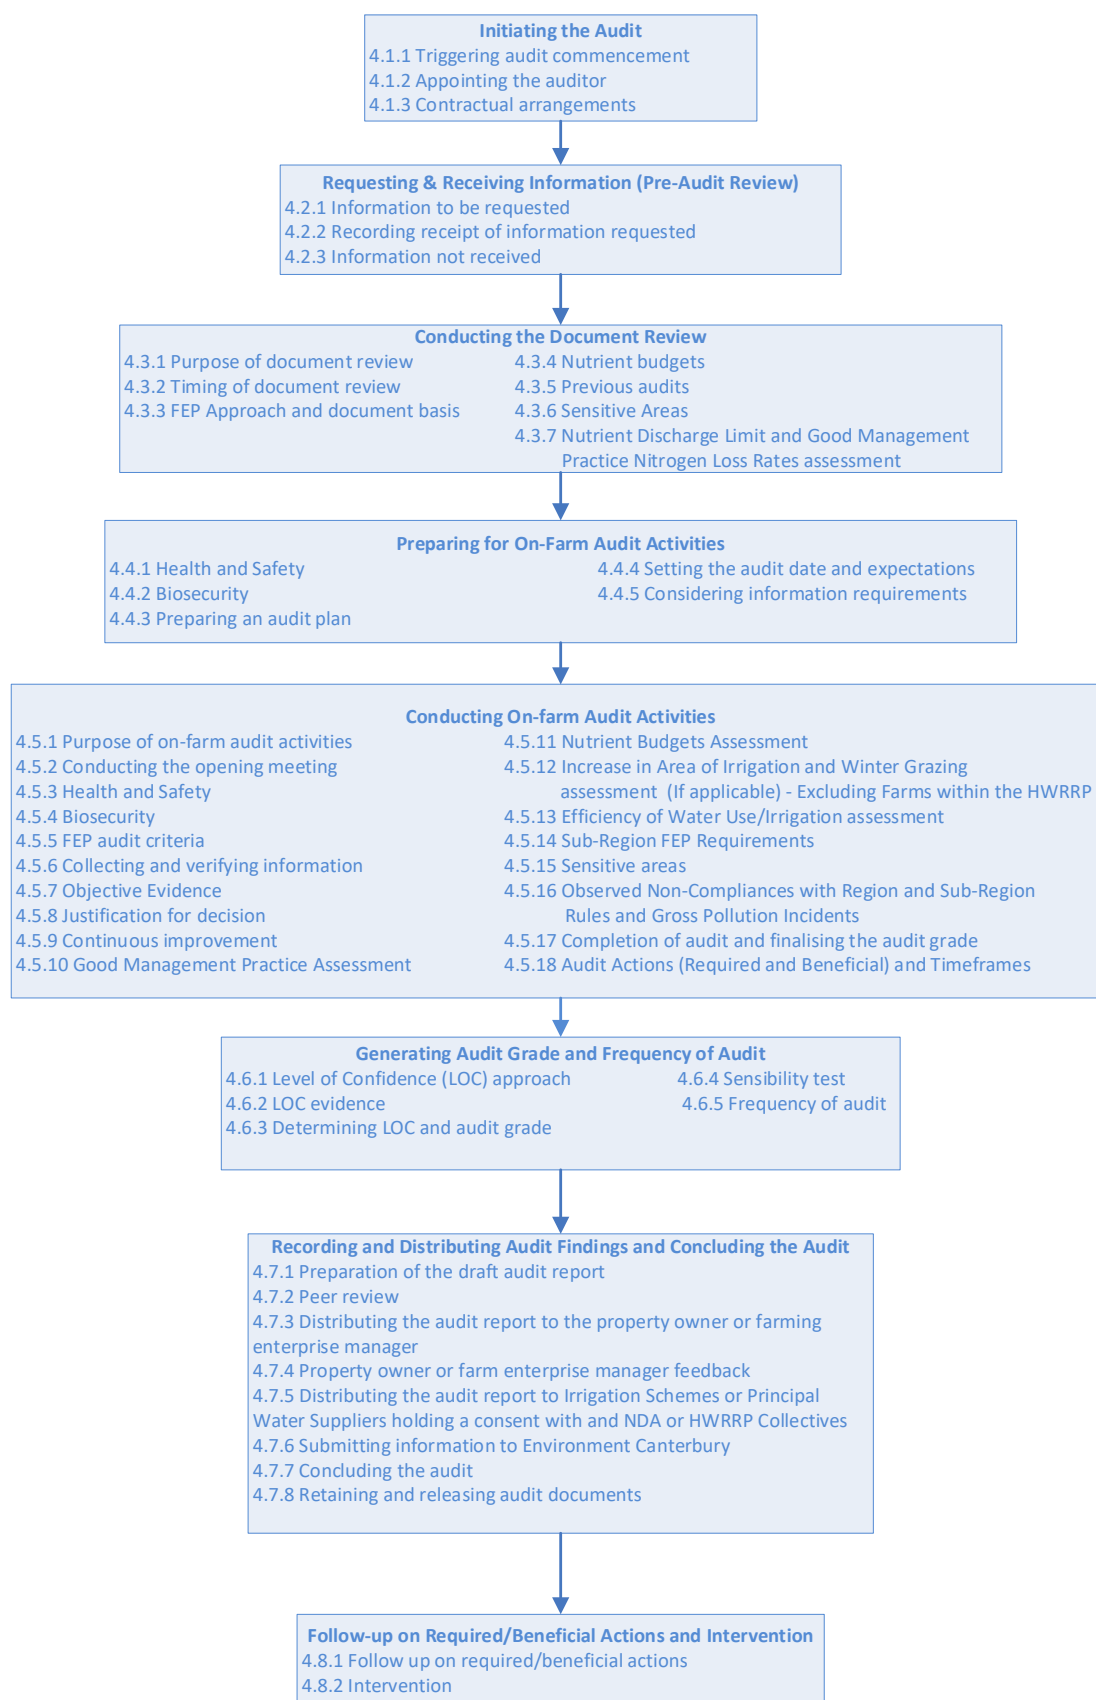 Initiating the Audit
4.1.1 Triggering audit commencement
4.1.2 Appointing the auditor
4.1.3 Contractual arrangements
Requesting & Receiving Information (Pre-Audit Review)
4.2.1 Information to be requested
4.2.2 Recording receipt of information requested
4.2.3 Information not received
Conducting the Document Review
4.3.1 Purpose of document review
4.3.2 Timing of document review
4.3.3 FEP Approach and document basis
4.3.4 Nutrient budgets
4.3.5 Previous audits
4.3.6 Sensitive Areas
4.3.7 Nutrient Discharge Limit and Good Management
Practice Nitrogen Loss Rates assessment
Preparing for On-Farm Audit Activities
4.4.1 Health and Safety
4.4.2 Biosecurity
4.4.3 Preparing an audit plan
4.4.4 Setting the audit date and expectations
4.4.5 Considering information requirements
Conducting On-farm Audit Activities
4.5.1 Purpose of on-farm audit activities
4.5.2 Conducting the opening meeting
4.5.3 Health and Safety
4.5.4 Biosecurity
4.5.5 FEP audit criteria
4.5.6 Collecting and verifying information
4.5.7 Objective Evidence
4.5.8 Justification for decision
4.5.9 Continuous improvement
4.5.10 Good Management Practice Assessment
4.5.11 Nutrient Budgets Assessment
4.5.12 Increase in Area of Irrigation and Winter Grazing
assessment (If applicable) - Excluding Farms within the HWRRP
4.5.13 Efficiency of Water Use/Irrigation assessment
4.5.14 Sub-Region FEP Requirements
4.5.15 Sensitive areas
4.5.16 Observed Non-Compliances with Region and Sub-Region
Rules and Gross Pollution Incidents
4.5.17 Completion of audit and finalising the audit grade
4.5.18 Audit Actions (Required and Beneficial) and Timeframes
Generating Audit Grade and Frequency of Audit
4.6.1 Level of Confidence (LOC) approach
4.6.2 LOC evidence
4.6.3 Determining LOC and audit grade
4.6.4 Sensibility test
4.6.5 Frequency of audit
Recording and Distributing Audit Findings and Concluding the Audit
4.7.1 Preparation of the draft audit report
4.7.2 Peer review
4.7.3 Distributing the audit report to the property owner or farming
enterprise manager
4.7.4 Property owner or farm enterprise manager feedback
4.7.5 Distributing the audit report to Irrigation Schemes or Principal
Water Suppliers holding a consent with and NDA or HWRRP Collectives
4.7.6 Submitting information to Environment Canterbury
4.7.7 Concluding the audit
4.7.8 Retaining and releasing audit documents
Follow-up on Required/Beneficial Actions and Intervention
4.8.1 Follow up on required/beneficial actions
4.8.2 Intervention